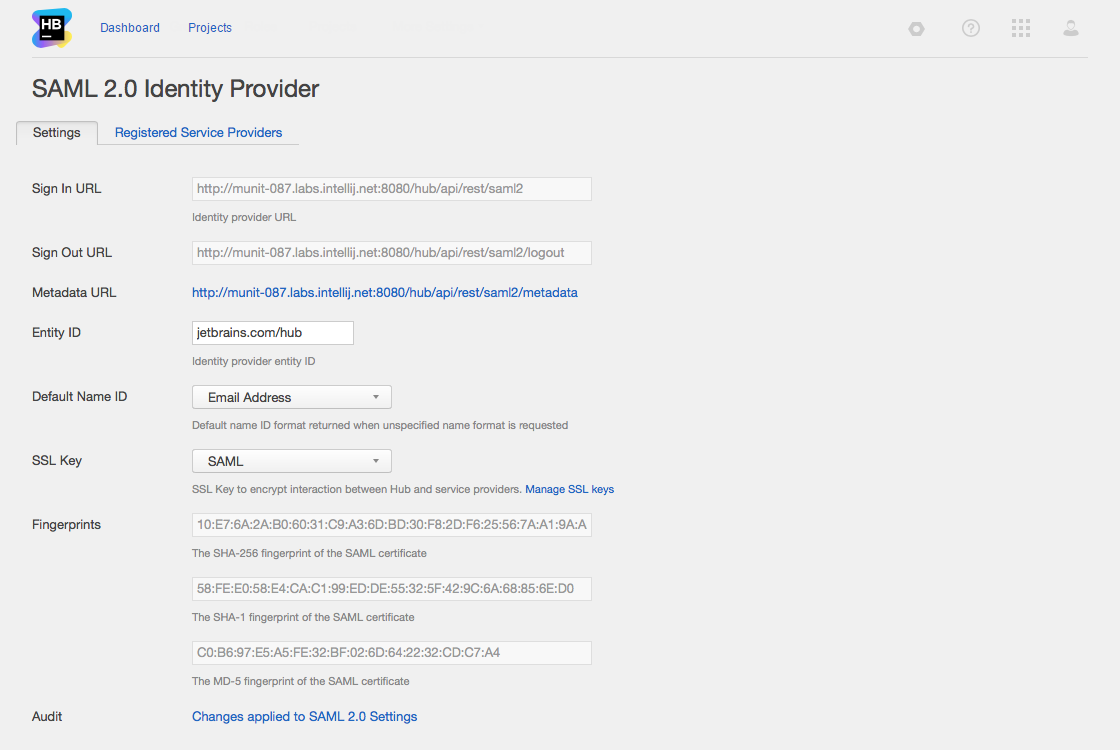 HB
Dashboard Projects
SAML 2.0 Identity Provider
Settings Registered Service Providers
Sign In URL http://munit-087.labs.intellij.net:8080/hub/api/rest/saml2
Identity provider URL
Sign Out URL http://munit-087.labs.intellij.net:8080/hub/api/rest/saml2/logout
Metadata URL http://munit-087.labs.intellij.net:8080/hub/api/rest/saml2/metadata
Entity ID jetbrains.com/hub
Identity provider entity ID
Default Name ID Email Address
Default name ID format returned when unspecified name format is requested
SSL Key SAML
SSL Key to encrypt interaction between Hub and service providers. Manage SSL keys
Fingerprints 10:E7:6A:2A:B0:60:31:C9:A3:6D:BD:30:F8:2D:F6:25:56:7A:A1:9A:A
The SHA-256 fingerprint of the SAML certificate
58:FE:E0:58:E4:CA:C1:99:ED:DE:55:32:5F:42:9C:6A:68:85:6E:D0
The SHA-1 fingerprint of the SAML certificate
C0:B6:97:E5:A5:FE:32:BF:02:6D:64:22:32:CD:C7:A4
The MD-5 fingerprint of the SAML certificate
Audit Changes applied to SAML 2.0 Settings